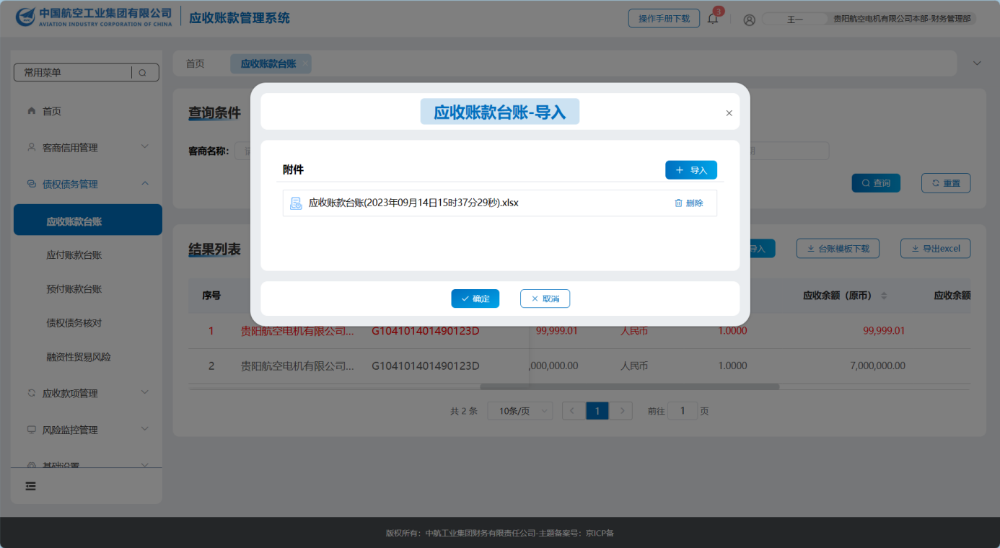 中国航空工业集团有限公司
AVIATION INDUSTRY CORPORATION OF CHINA
应收账款管理系统
操作手册下载
3
王一
贵阳航空电机有限公司本部-财务管理部
常用菜单
首页
客商信用管理
债权债务管理
应收账款台账
应付账款台账
预付账款台账
债权债务核对
融资性贸易风险
应收款项管理
风险监控管理
基础设置
首页
应收账款台账
查询条件
客商名称：
查询
重置
结果列表
导入
台账模板下载
导出excel
序号
应收余额（原币）
应收余额
1 贵阳航空电机有限公司... G104101401490123D 99,999.01 人民币 1.0000 99,999.01
2 贵阳航空电机有限公司... G104101401490123D ,000,000.00 人民币 1.0000 7,000,000.00
共 2 条 10条/页 1 前往 1 页
应收账款台账-导入
附件
导入
应收账款台账(2023年09月14日15时37分29秒).xlsx
删除
确定
取消
版权所有：中航工业集团财务有限责任公司-主题备案号：京ICP备